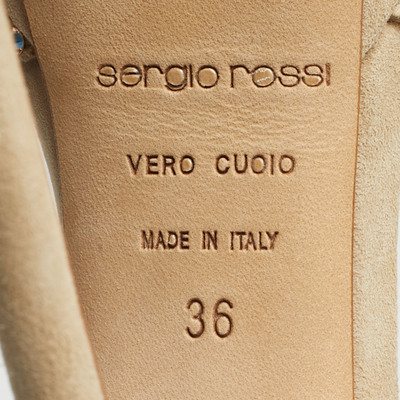 sergio rossi
VERO CUOIO
MADE IN ITALY
36